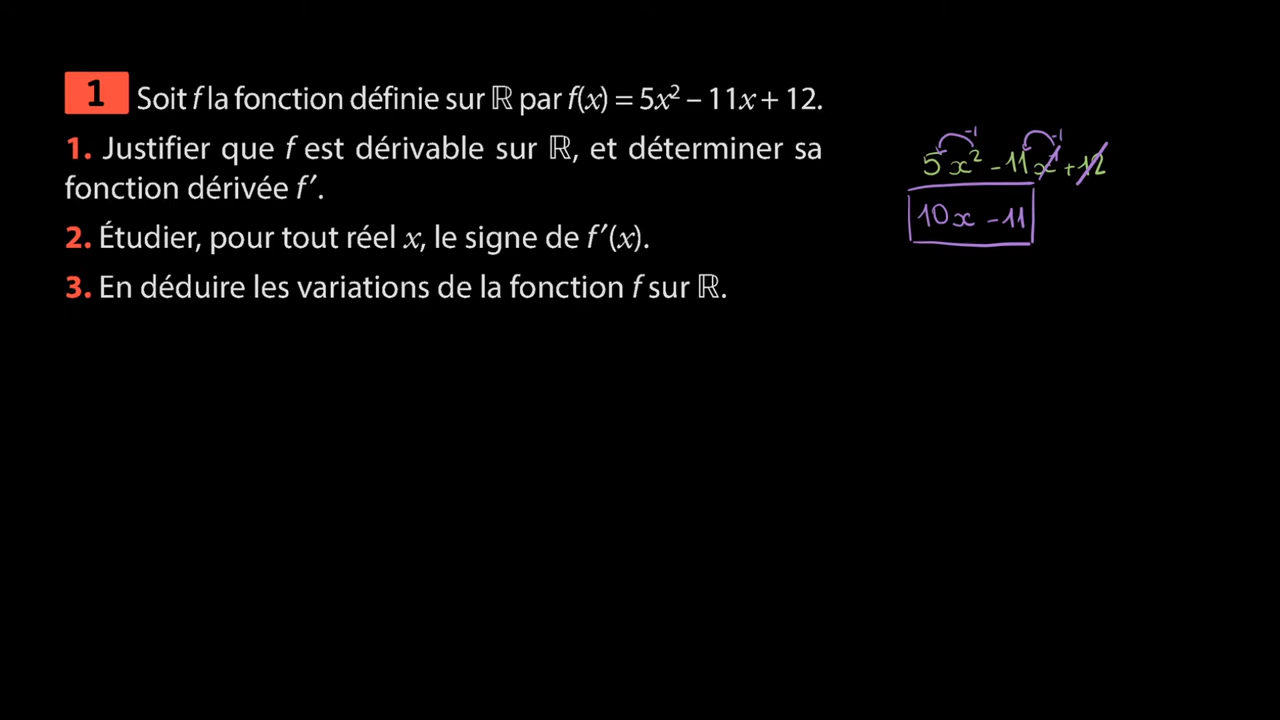 1 Soit f la fonction définie sur ℝ par f(x) = 5x² – 11x + 12.
1. Justifier que f est dérivable sur ℝ, et déterminer sa
fonction dérivée f′.
2. Étudier, pour tout réel x, le signe de f′(x).
3. En déduire les variations de la fonction f sur ℝ.
-1 -1
5x² - 11x¹ + 12
10x - 11